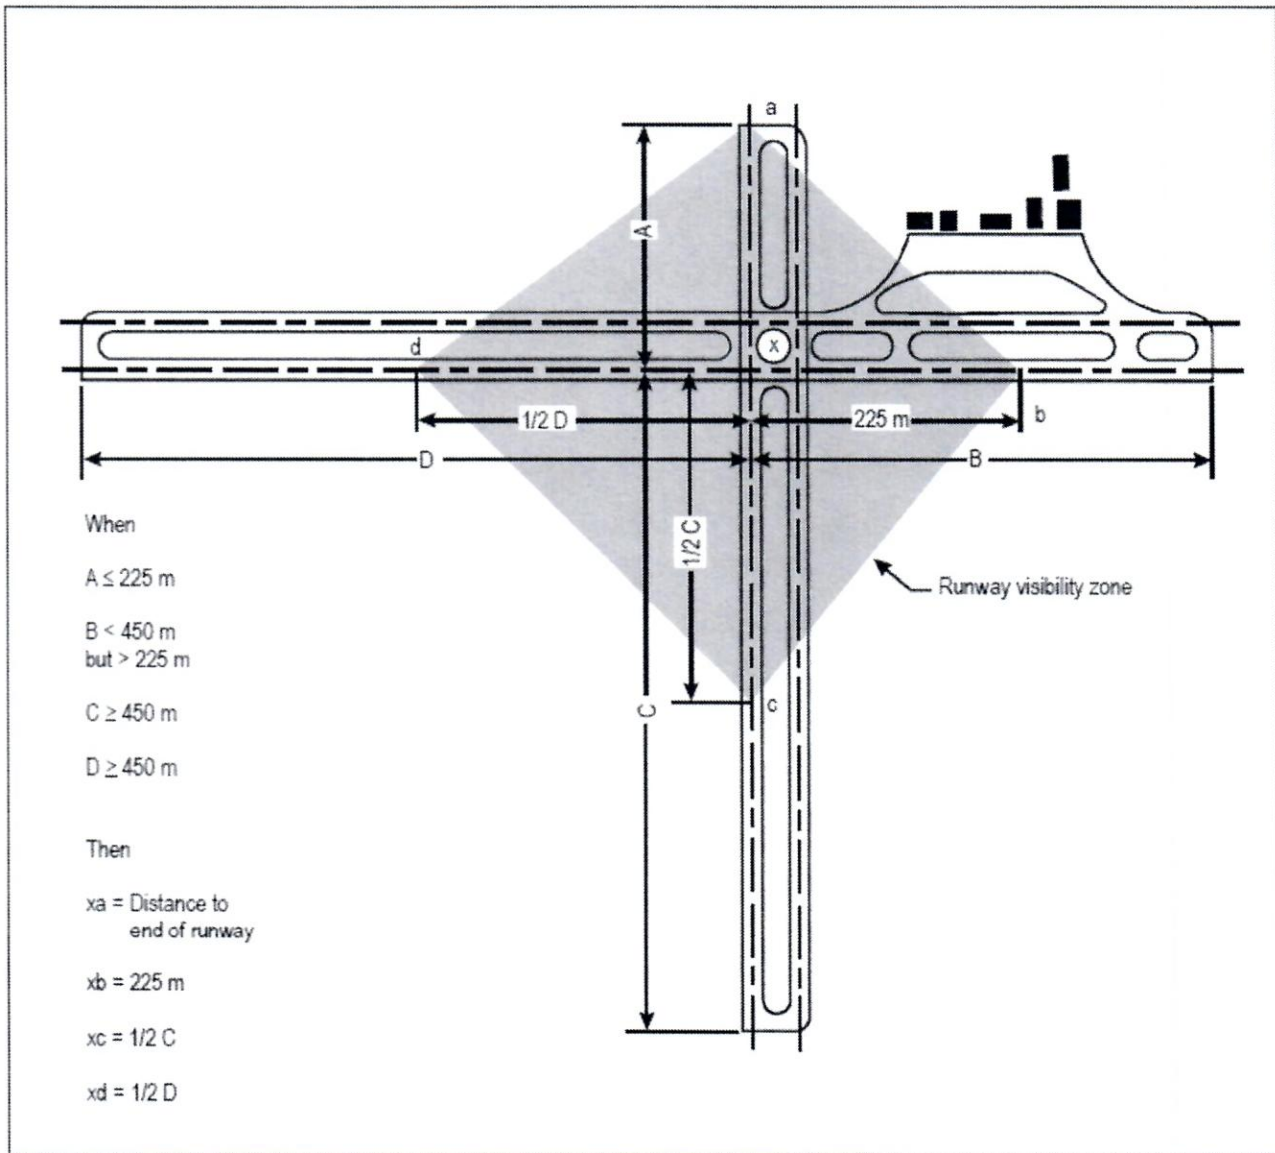 a
A
d
x
1/2 D
225 m
b
D
B
When
1/2 C
A ≤ 225 m
Runway visibility zone
B < 450 m
but > 225 m
C ≥ 450 m
C
c
D ≥ 450 m
Then
xa = Distance to
end of runway
xb = 225 m
xc = 1/2 C
xd = 1/2 D